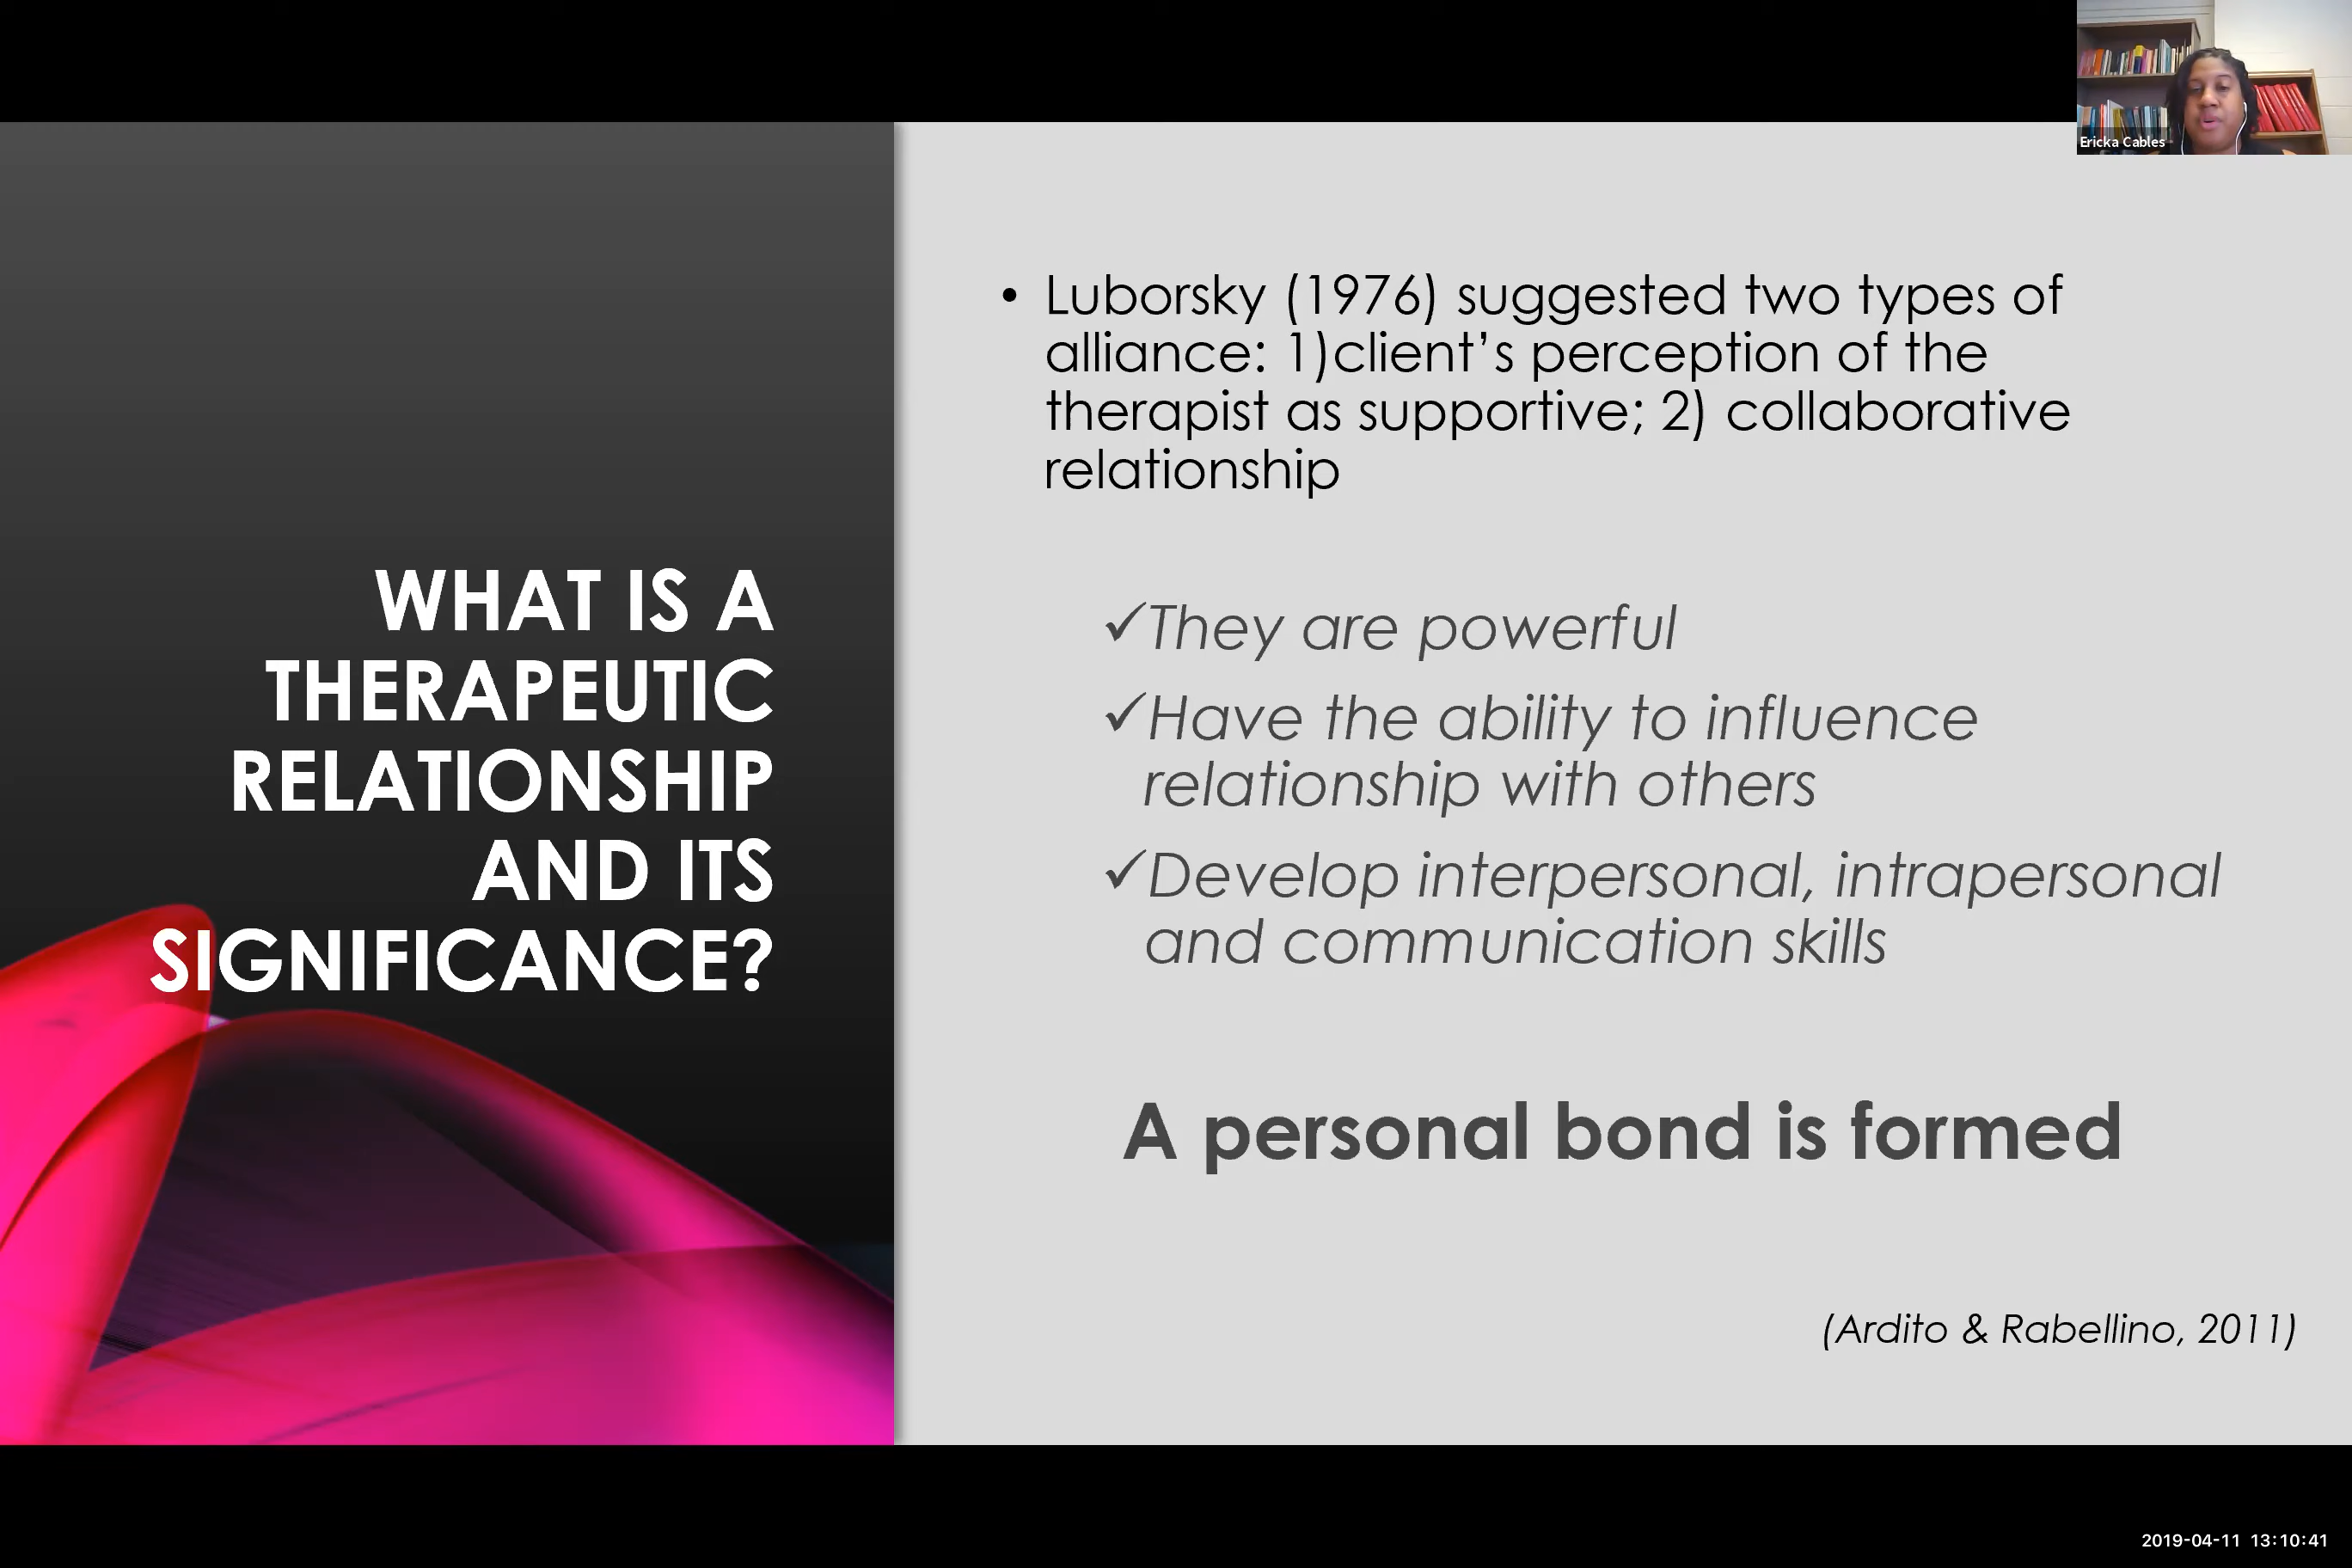 Ericka Cables
WHAT IS A
THERAPEUTIC
RELATIONSHIP
AND ITS
SIGNIFICANCE?
• Luborsky (1976) suggested two types of
alliance: 1)client’s perception of the
therapist as supportive; 2) collaborative
relationship
✓They are powerful
✓Have the ability to influence
relationship with others
✓Develop interpersonal, intrapersonal
and communication skills
A personal bond is formed
(Ardito & Rabellino, 2011)
2019-04-11 13:10:41